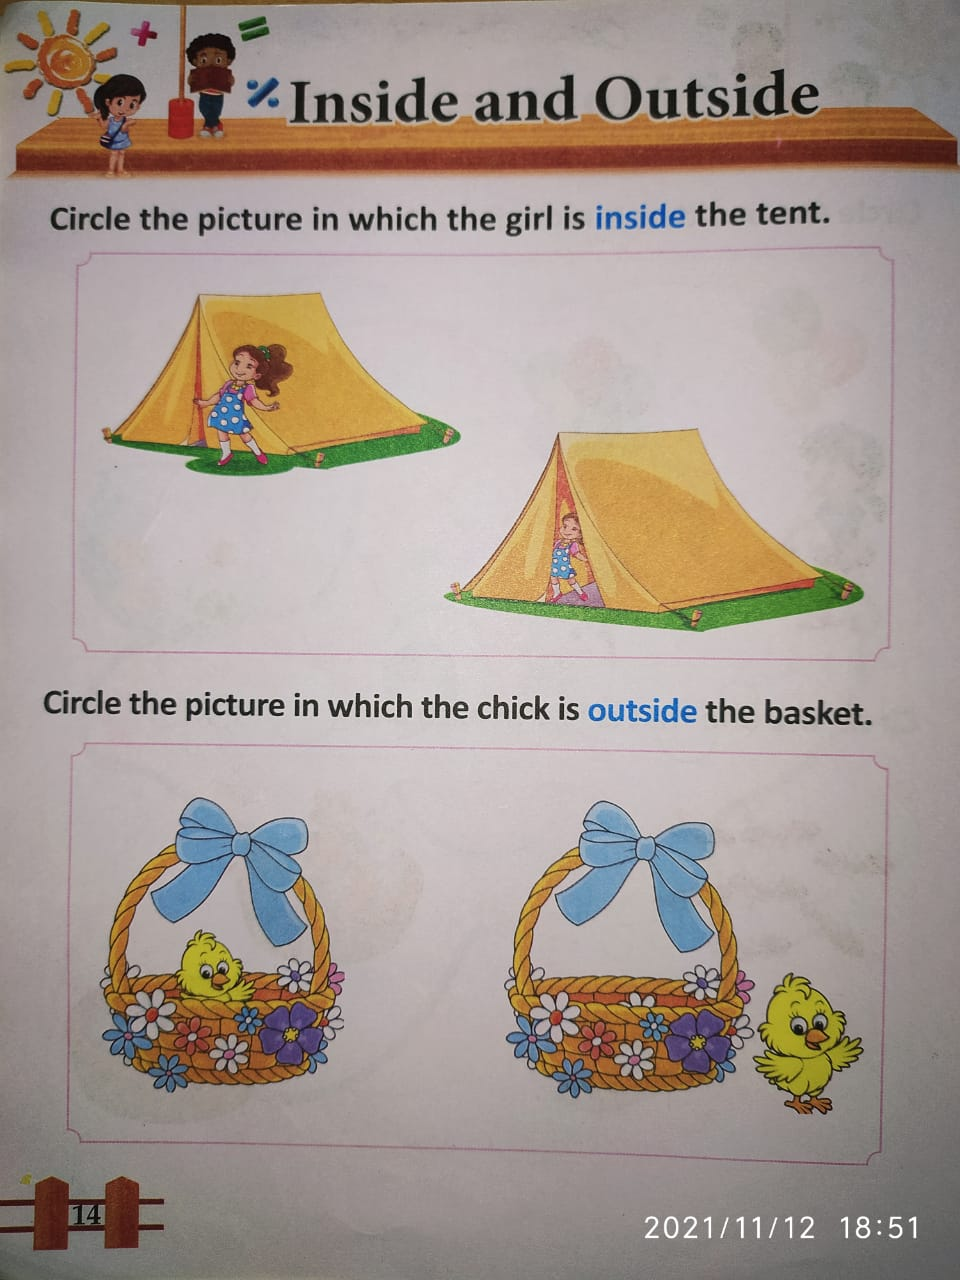 Inside and Outside
Circle the picture in which the girl is inside the tent.
Circle the picture in which the chick is outside the basket.
14
2021/11/12 18:51